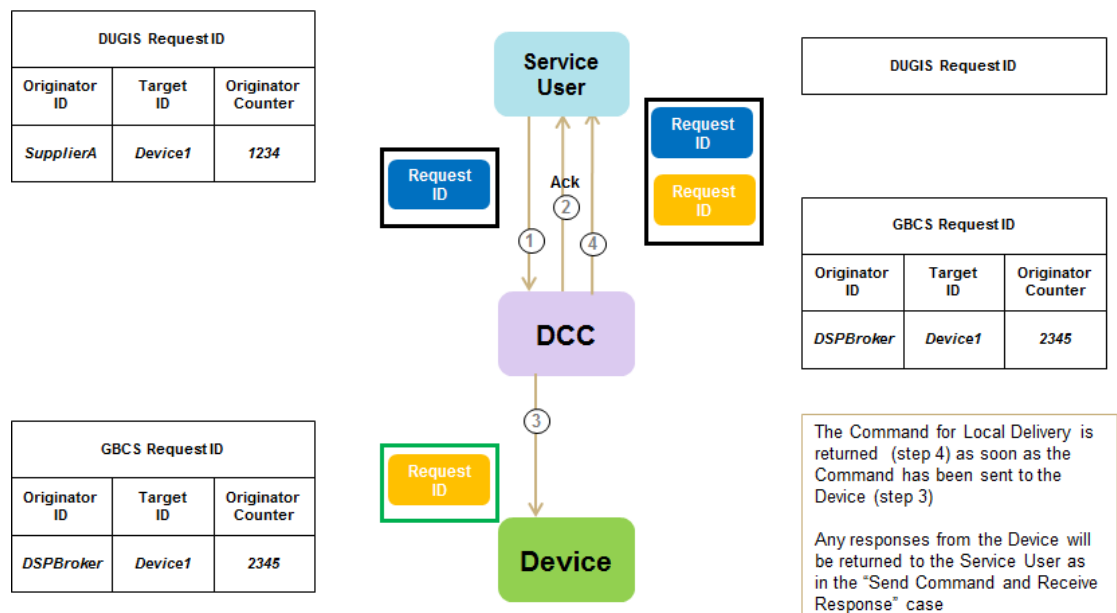 DUGIS Request ID
Originator ID
Target ID
Originator Counter
SupplierA
Device1
1234
GBCS Request ID
Originator ID
Target ID
Originator Counter
DSPBroker
Device1
2345
Service
User
Request
ID
Ack
1
2
4
Request
ID
Request
ID
DCC
3
Request
ID
Device
DUGIS Request ID
GBCS Request ID
Originator ID
Target ID
Originator Counter
DSPBroker
Device1
2345
The Command for Local Delivery is
returned (step 4) as soon as the
Command has been sent to the
Device (step 3)
Any responses from the Device will
be returned to the Service User as
in the “Send Command and Receive
Response” case